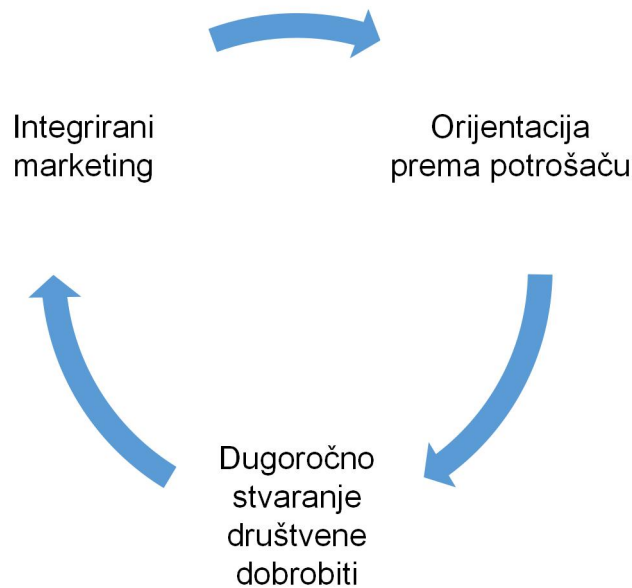 Integrirani
marketing
Orijentacija
prema potrošaču
Dugoročno
stvaranje
društvene
dobrobiti